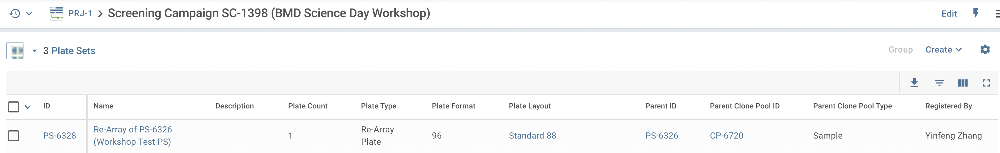 PRJ-1 > Screening Campaign SC-1398 (BMD Science Day Workshop)
Edit
3 Plate Sets
Group Create
ID Name Description Plate Count Plate Type Plate Format Plate Layout Parent ID Parent Clone Pool ID Parent Clone Pool Type Registered By
PS-6328 Re-Array of PS-6326 (Workshop Test PS) 1 Re-Array Plate 96 Standard 88 PS-6326 CP-6720 Sample Yinfeng Zhang